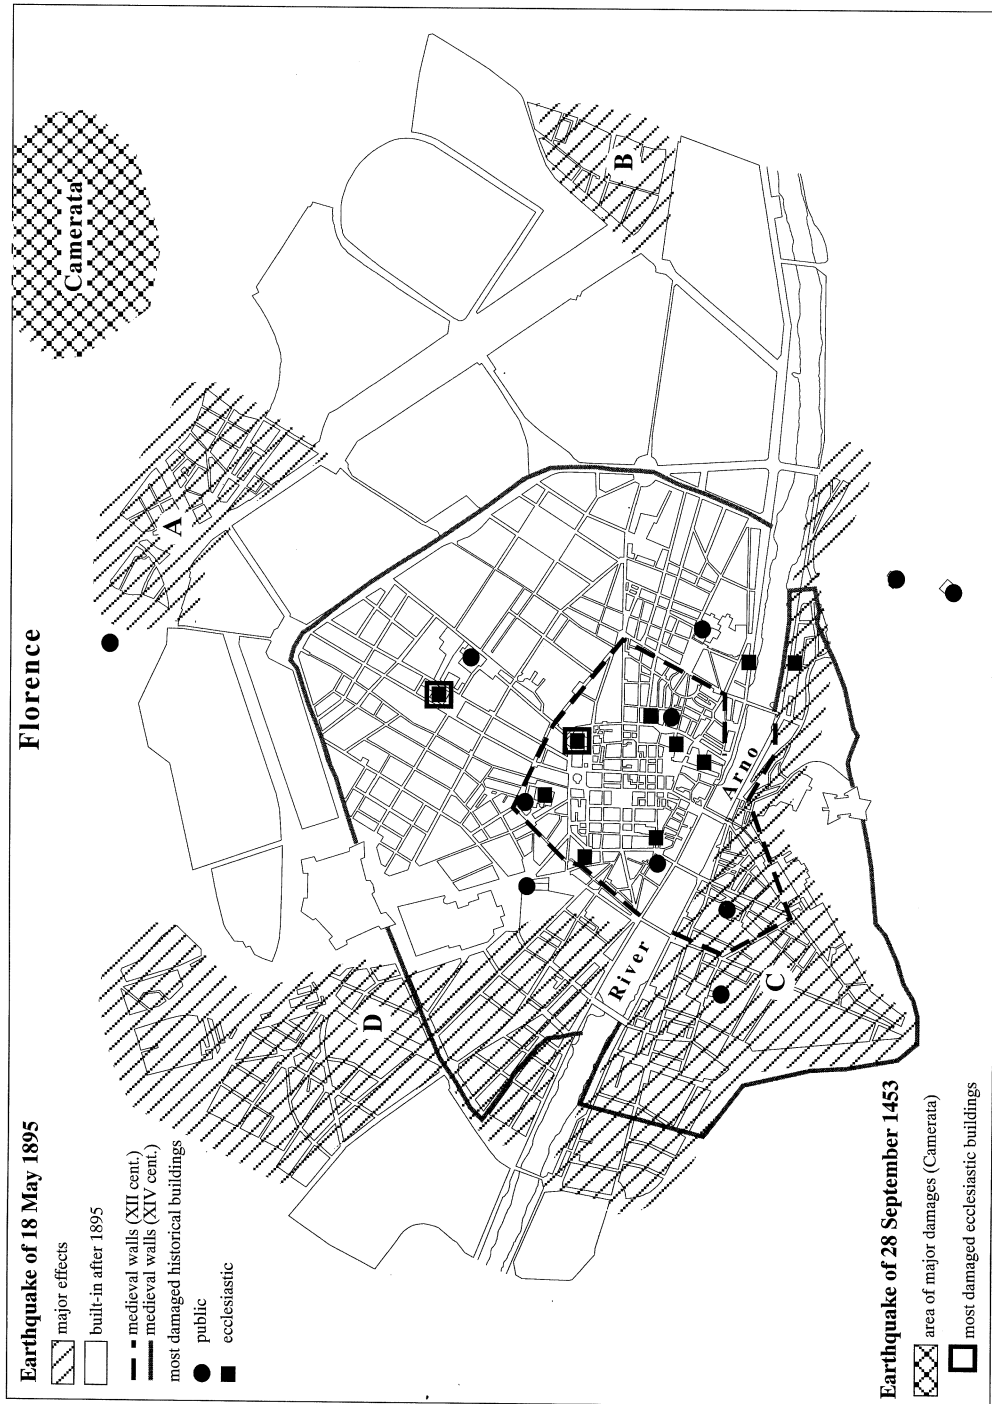 Florence
Camerata
A
B
C
D
River
Arno
Earthquake of 18 May 1895
major effects
built-in after 1895
medieval walls (XII cent.)
medieval walls (XIV cent.)
most damaged historical buildings
public
ecclesiastic
Earthquake of 28 September 1453
area of major damages (Camerata)
most damaged ecclesiastic buildings